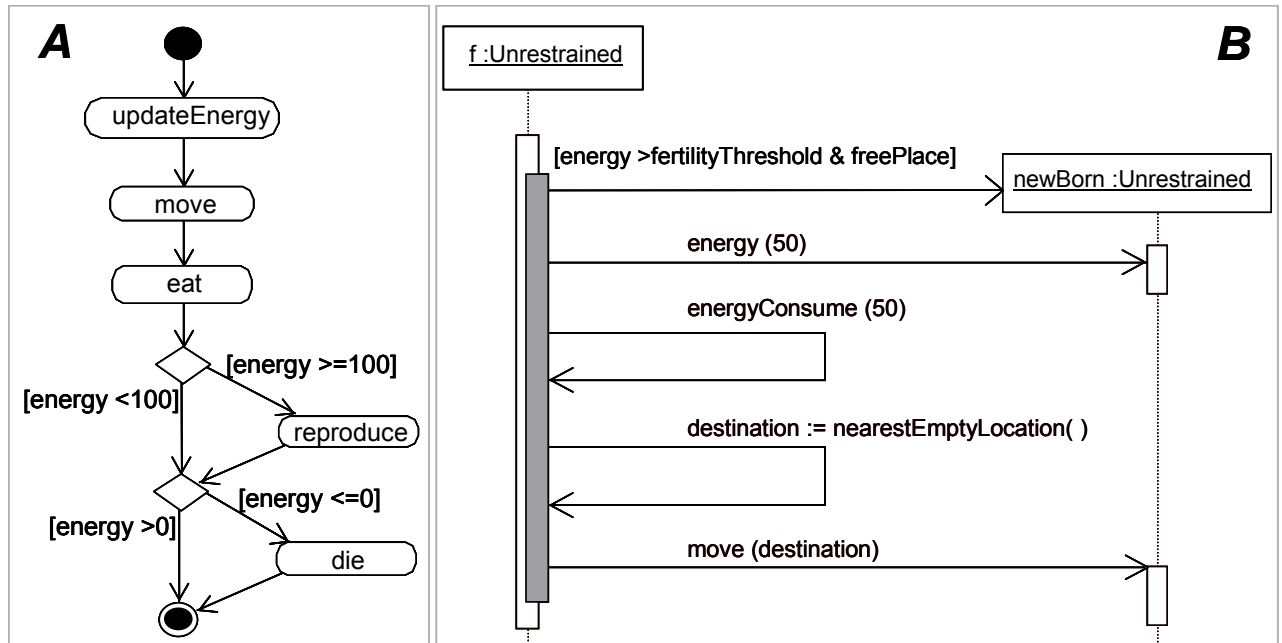 A
updateEnergy
move
eat
[energy >=100]
[energy <100]
reproduce
[energy <=0]
[energy >0]
die
B
f :Unrestrained
[energy >fertilityThreshold & freePlace]
newBorn :Unrestrained
energy (50)
energyConsume (50)
destination := nearestEmptyLocation( )
move (destination)